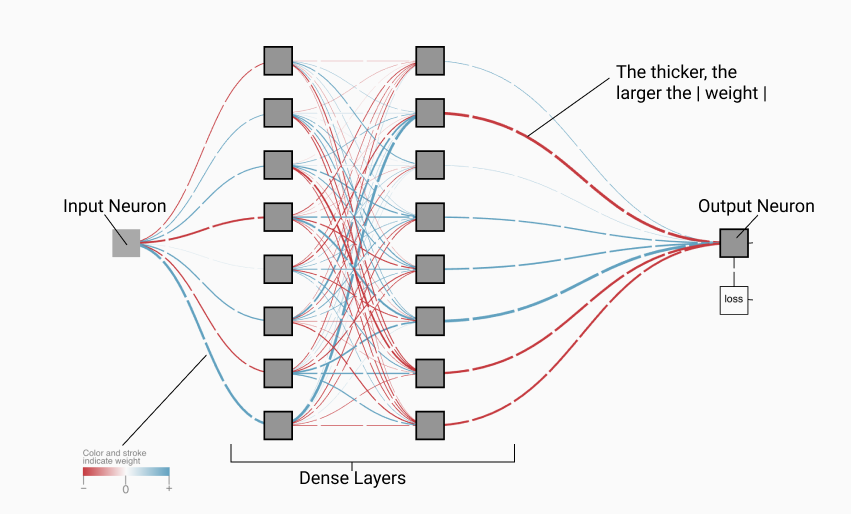 The thicker, the
larger the | weight |
Input Neuron
Output Neuron
loss
Color and stroke
indicate weight
− 0 +
Dense Layers